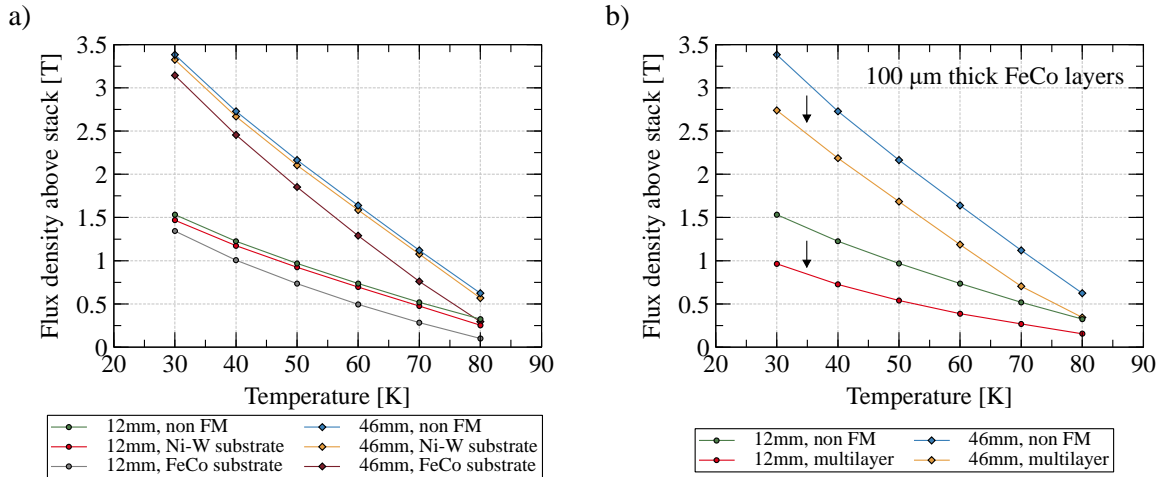 a)
Flux density above stack [T]
3.5
3
2.5
2
1.5
1
0.5
0
20 30 40 50 60 70 80 90
Temperature [K]
12mm, non FM 46mm, non FM
12mm, Ni-W substrate 46mm, Ni-W substrate
12mm, FeCo substrate 46mm, FeCo substrate
b)
Flux density above stack [T]
100 μm thick FeCo layers
3.5
3
2.5
2
1.5
1
0.5
0
20 30 40 50 60 70 80 90
Temperature [K]
12mm, non FM 46mm, non FM
12mm, multilayer 46mm, multilayer